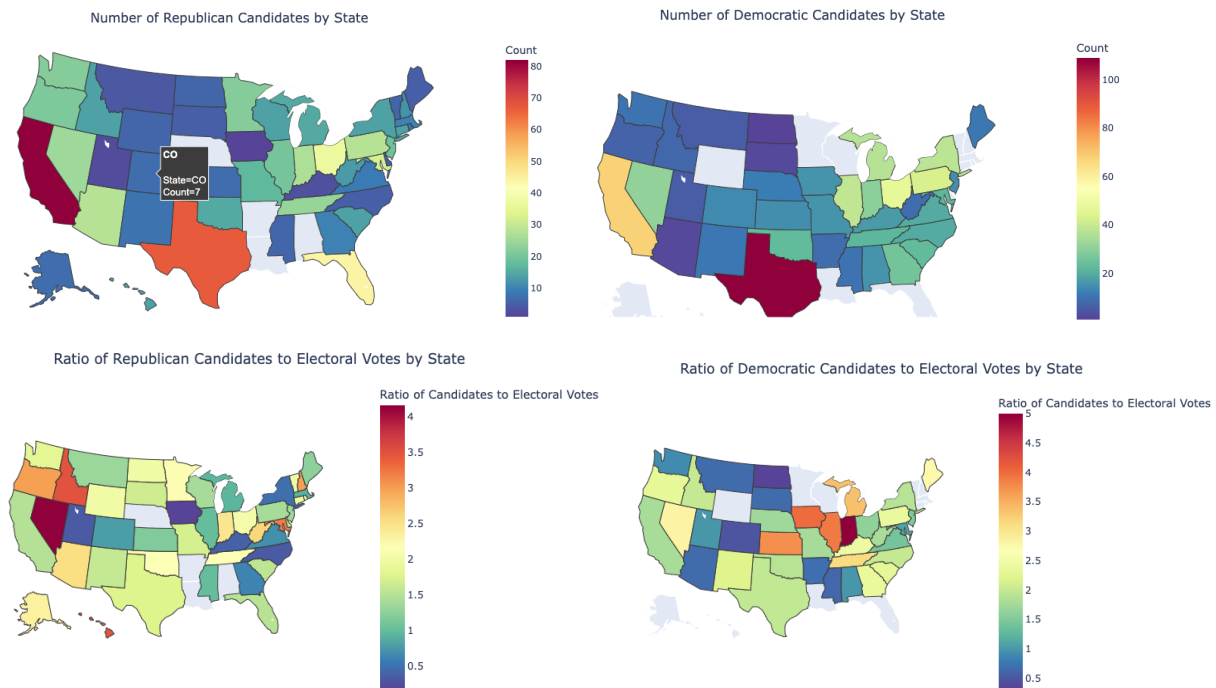 Number of Republican Candidates by State
Count
80
70
60
50
40
30
20
10
CO
State=CO
Count=7
Number of Democratic Candidates by State
Count
100
80
60
40
20
Ratio of Republican Candidates to Electoral Votes by State
Ratio of Candidates to Electoral Votes
4
3.5
3
2.5
2
1.5
1
0.5
Ratio of Democratic Candidates to Electoral Votes by State
Ratio of Candidates to Electoral Votes
5
4.5
4
3.5
3
2.5
2
1.5
1
0.5